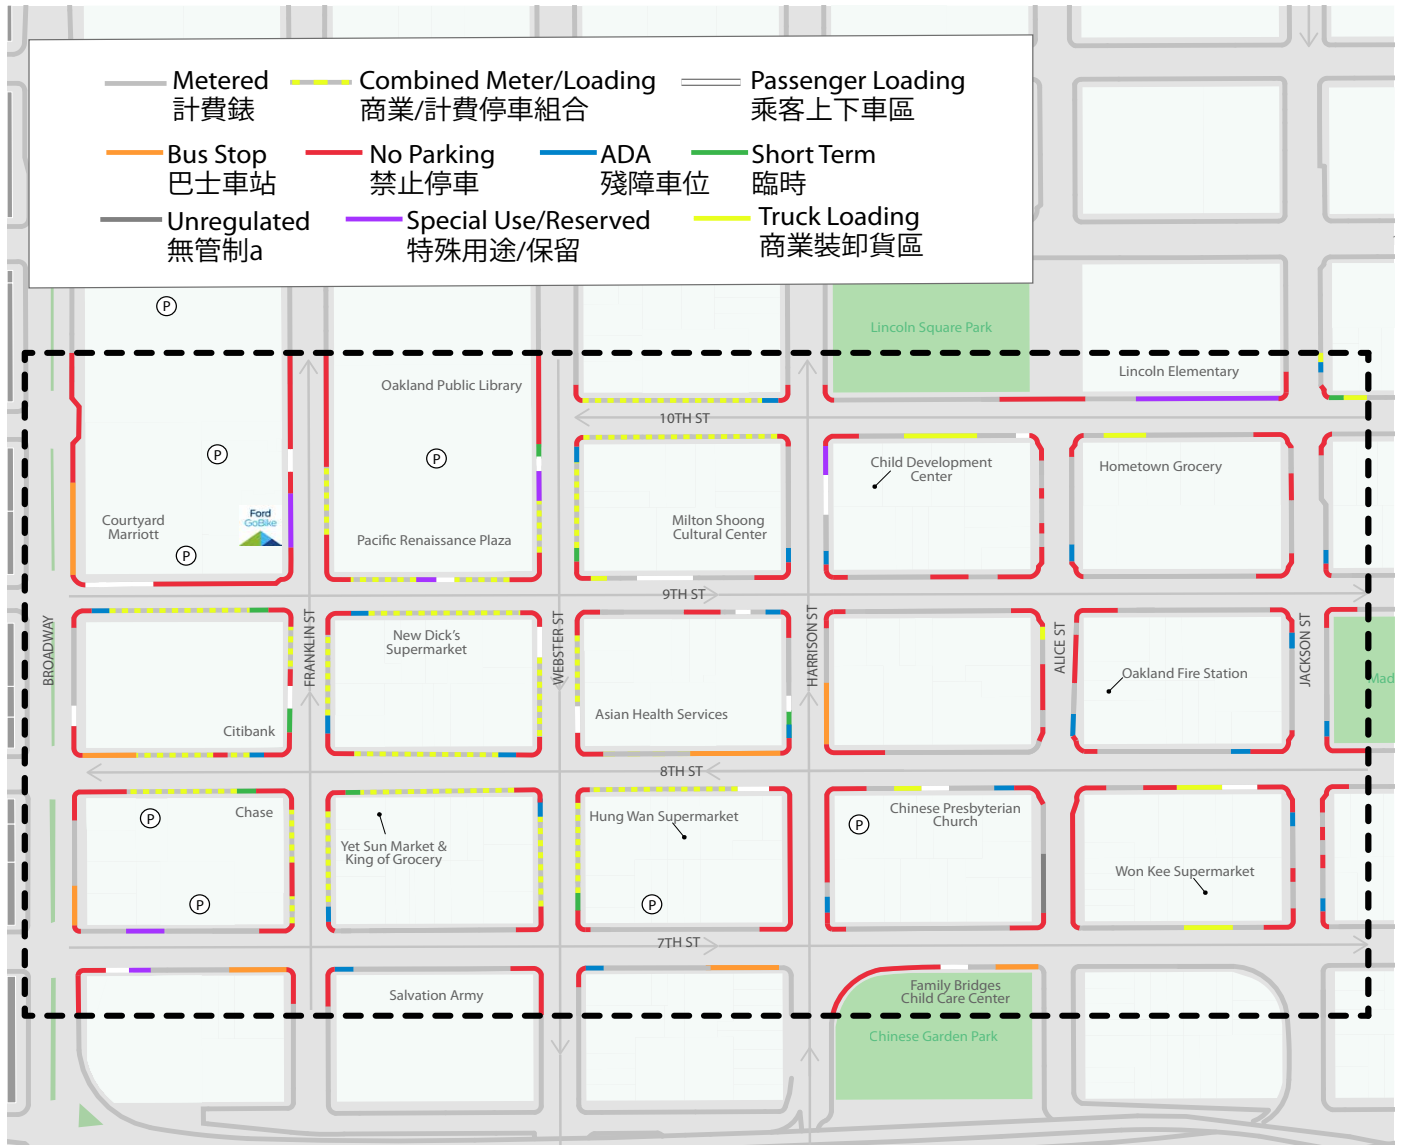 Metered
計費錶
Combined Meter/Loading
商業/計費停車組合
Passenger Loading
乘客上下車區
Bus Stop
巴士車站
No Parking
禁止停車
ADA
殘障車位
Short Term
臨時
Unregulated
無管制a
Special Use/Reserved
特殊用途/保留
Truck Loading
商業裝卸貨區
P
Lincoln Square Park
Oakland Public Library
Lincoln Elementary
10TH ST
P
P
Child Development
Center
Hometown Grocery
Ford
GoBike
Courtyard
Marriott
Milton Shoong
Cultural Center
Pacific Renaissance Plaza
P
9TH ST
BROADWAY
FRANKLIN ST
WEBSTER ST
HARRISON ST
ALICE ST
JACKSON ST
New Dick's
Supermarket
Oakland Fire Station
Mad
Asian Health Services
Citibank
8TH ST
Chase
P
Hung Wan Supermarket
P
Chinese Presbyterian
Church
Yet Sun Market &
King of Grocery
Won Kee Supermarket
P
P
7TH ST
Salvation Army
Family Bridges
Child Care Center
Chinese Garden Park